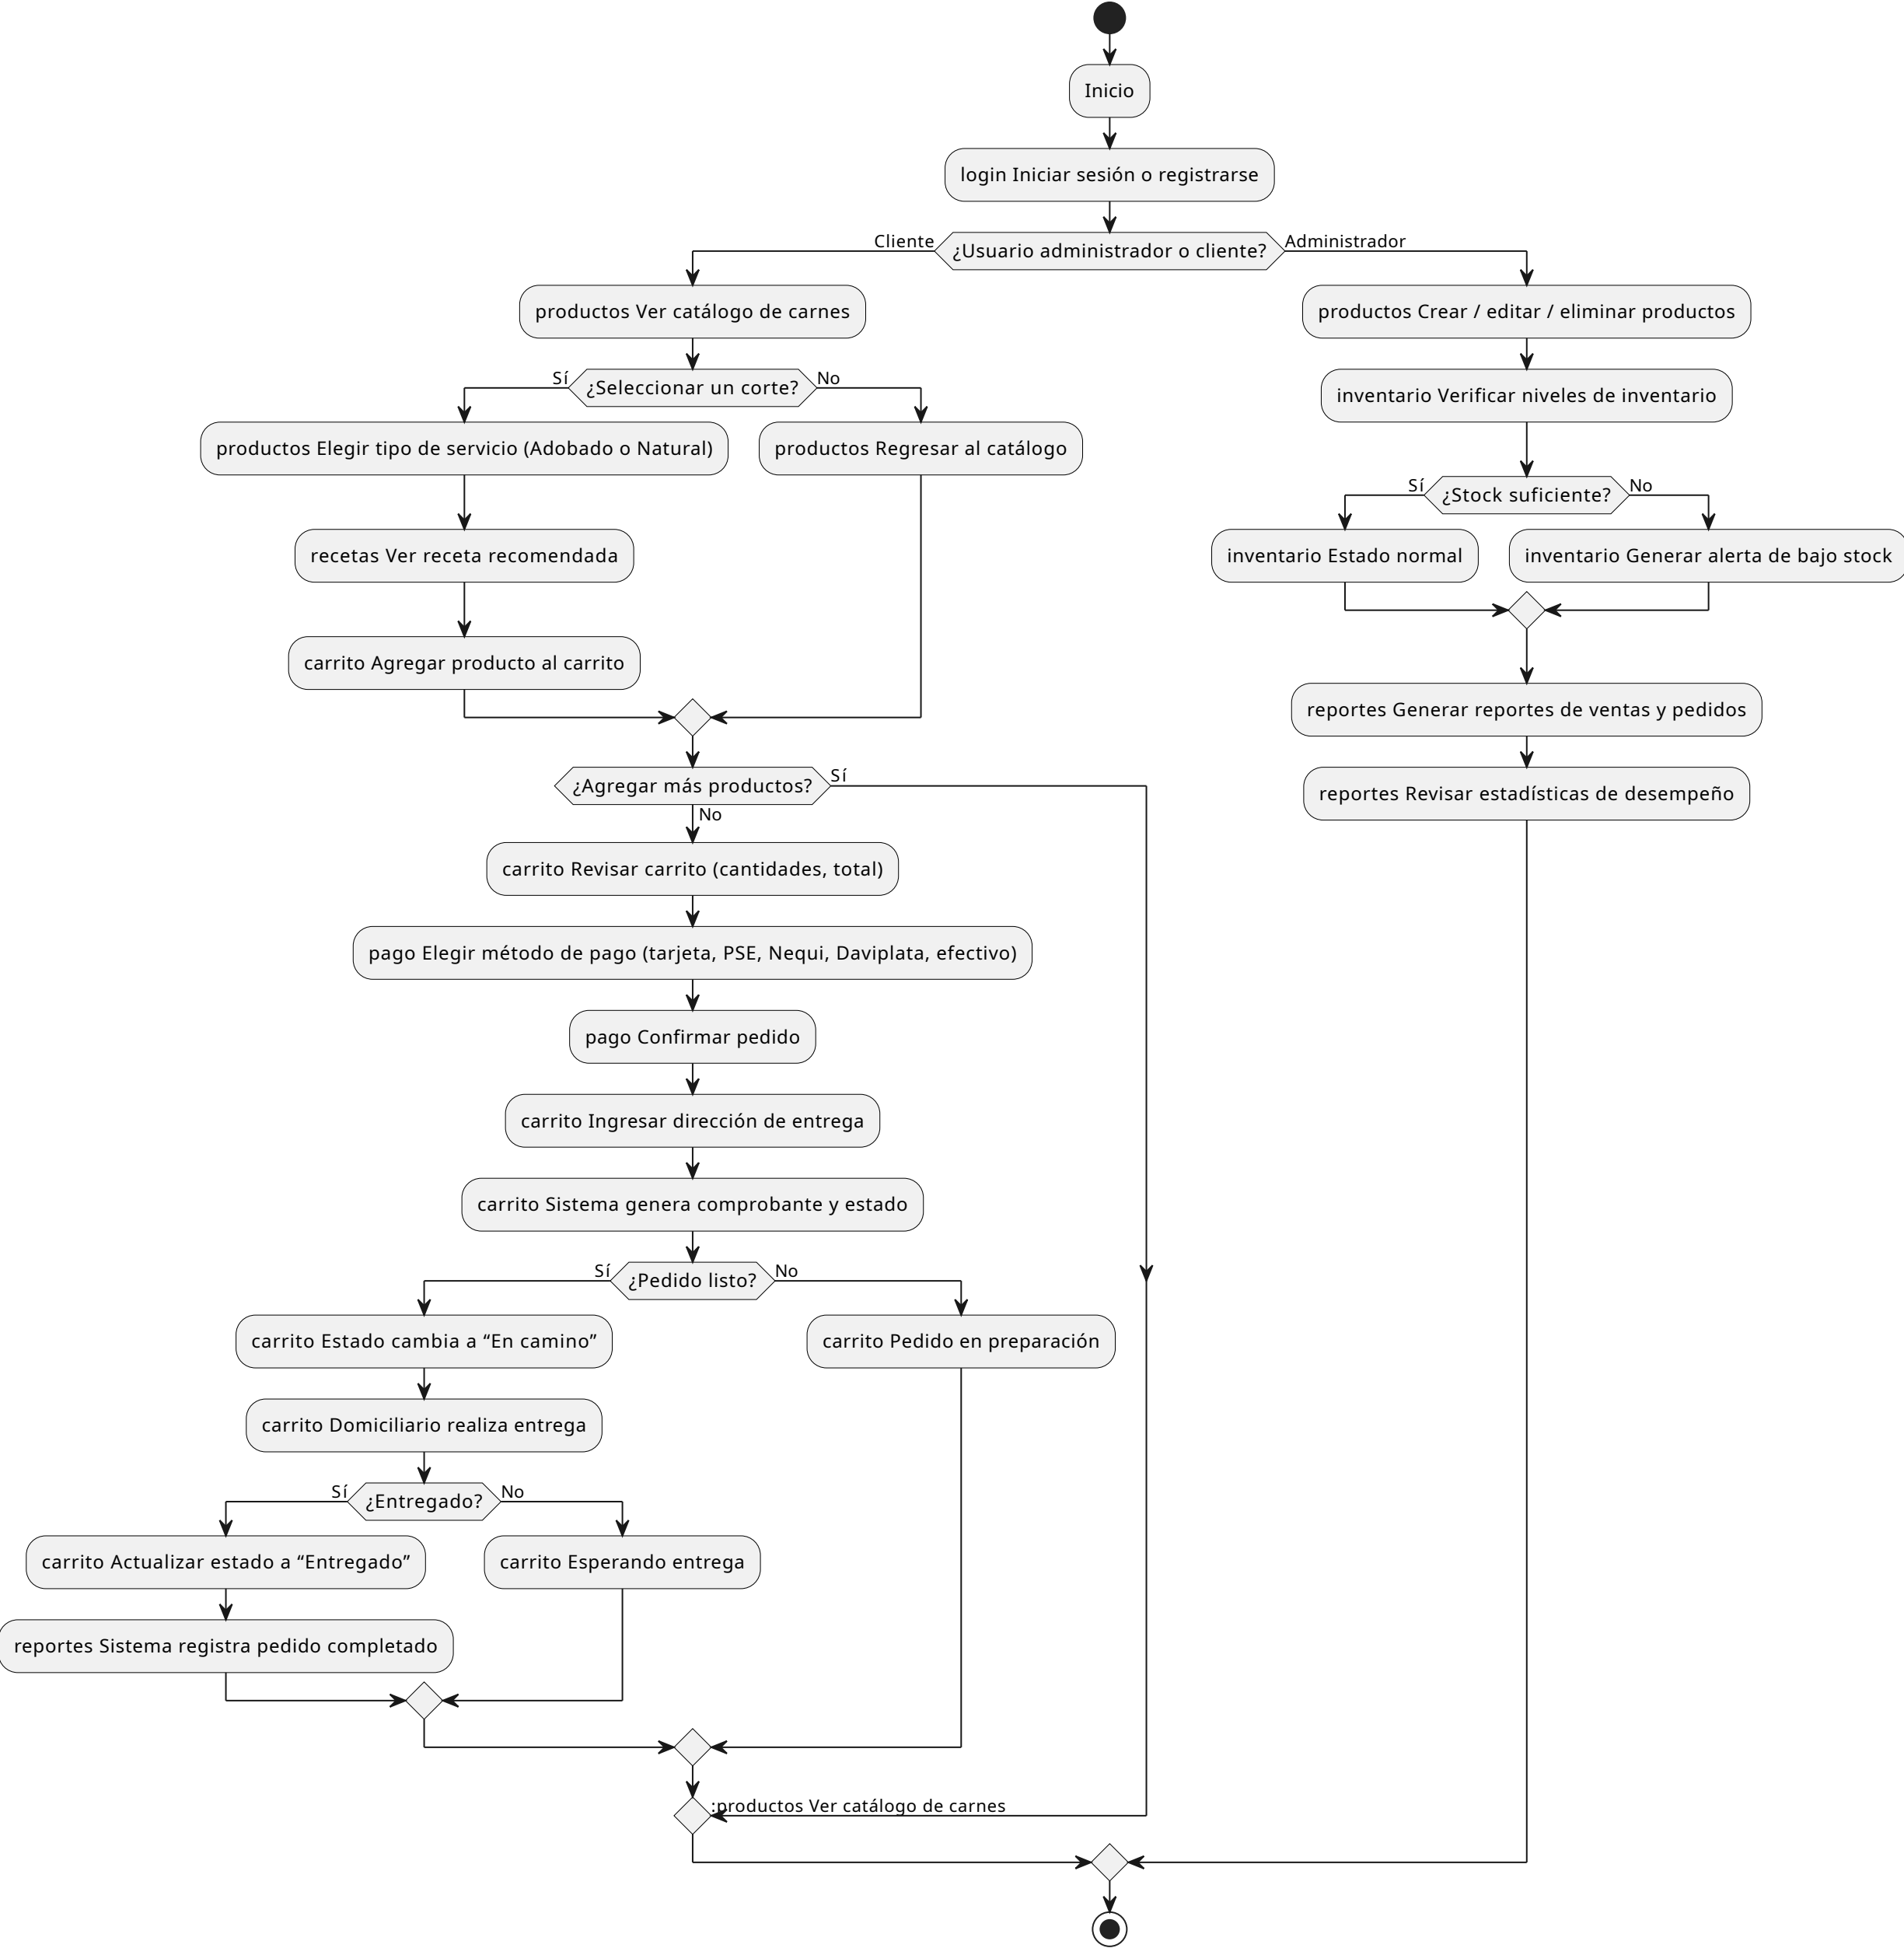 Inicio
login Iniciar sesión o registrarse
Cliente
¿Usuario administrador o cliente?
Administrador
productos Ver catálogo de carnes
Sí
¿Seleccionar un corte?
No
productos Elegir tipo de servicio (Adobado o Natural)
productos Regresar al catálogo
recetas Ver receta recomendada
carrito Agregar producto al carrito
¿Agregar más productos?
Sí
No
carrito Revisar carrito (cantidades, total)
pago Elegir método de pago (tarjeta, PSE, Nequi, Daviplata, efectivo)
pago Confirmar pedido
carrito Ingresar dirección de entrega
carrito Sistema genera comprobante y estado
Sí
¿Pedido listo?
No
carrito Estado cambia a “En camino”
carrito Pedido en preparación
carrito Domiciliario realiza entrega
Sí
¿Entregado?
No
carrito Actualizar estado a “Entregado”
carrito Esperando entrega
reportes Sistema registra pedido completado
:productos Ver catálogo de carnes
productos Crear / editar / eliminar productos
inventario Verificar niveles de inventario
Sí
¿Stock suficiente?
No
inventario Estado normal
inventario Generar alerta de bajo stock
reportes Generar reportes de ventas y pedidos
reportes Revisar estadísticas de desempeño